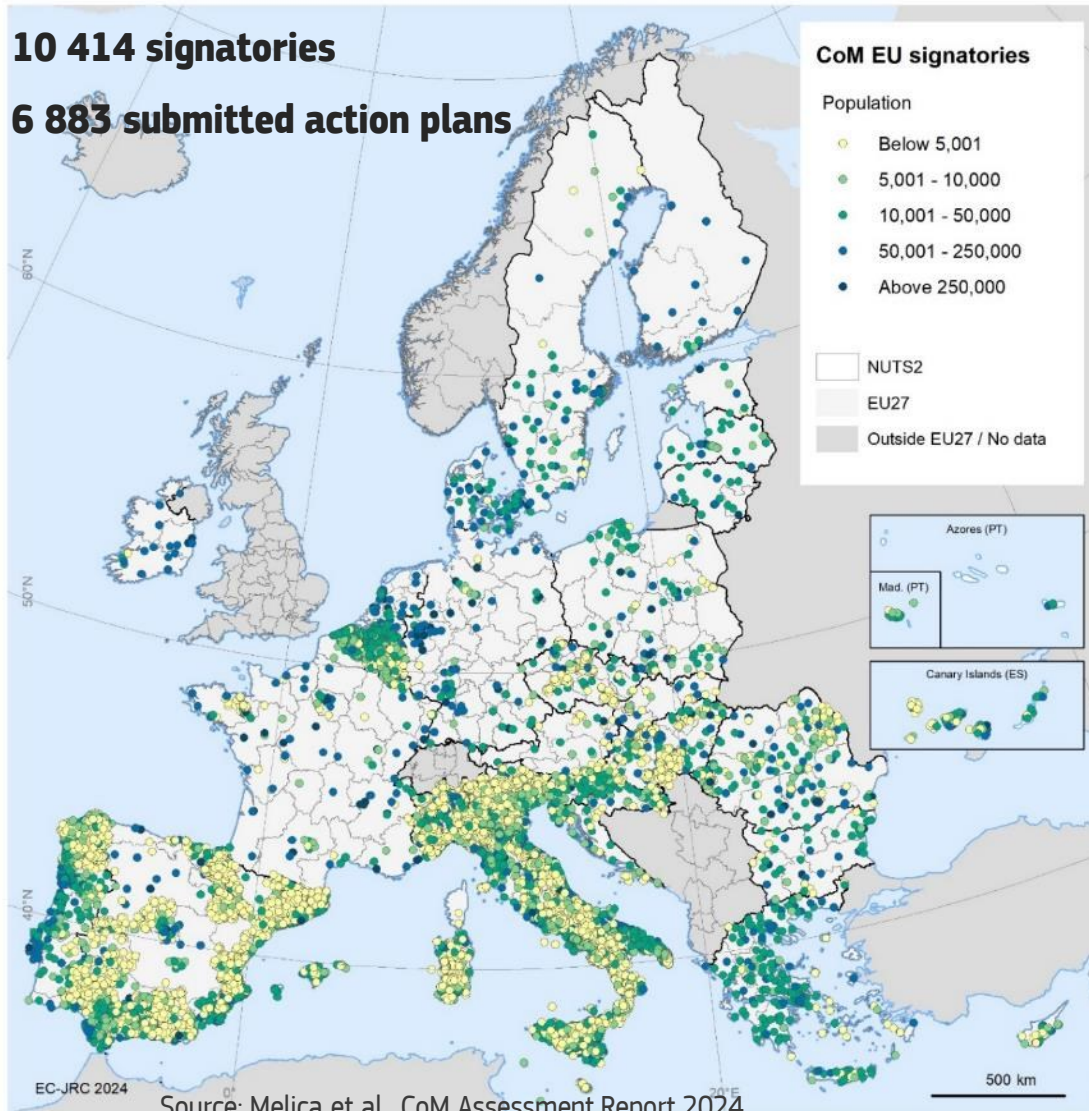 10 414 signatories
6 883 submitted action plans
CoM EU signatories
Population
Below 5,001
5,001 - 10,000
10,001 - 50,000
50,001 - 250,000
Above 250,000
NUTS2
EU27
Outside EU27 / No data
60°N
50°N
40°N
Azores (PT)
Mad. (PT)
Canary Islands (ES)
EC-JRC 2024
0°
20°E
500 km
Source: Melica et al., CoM Assessment Report 2024